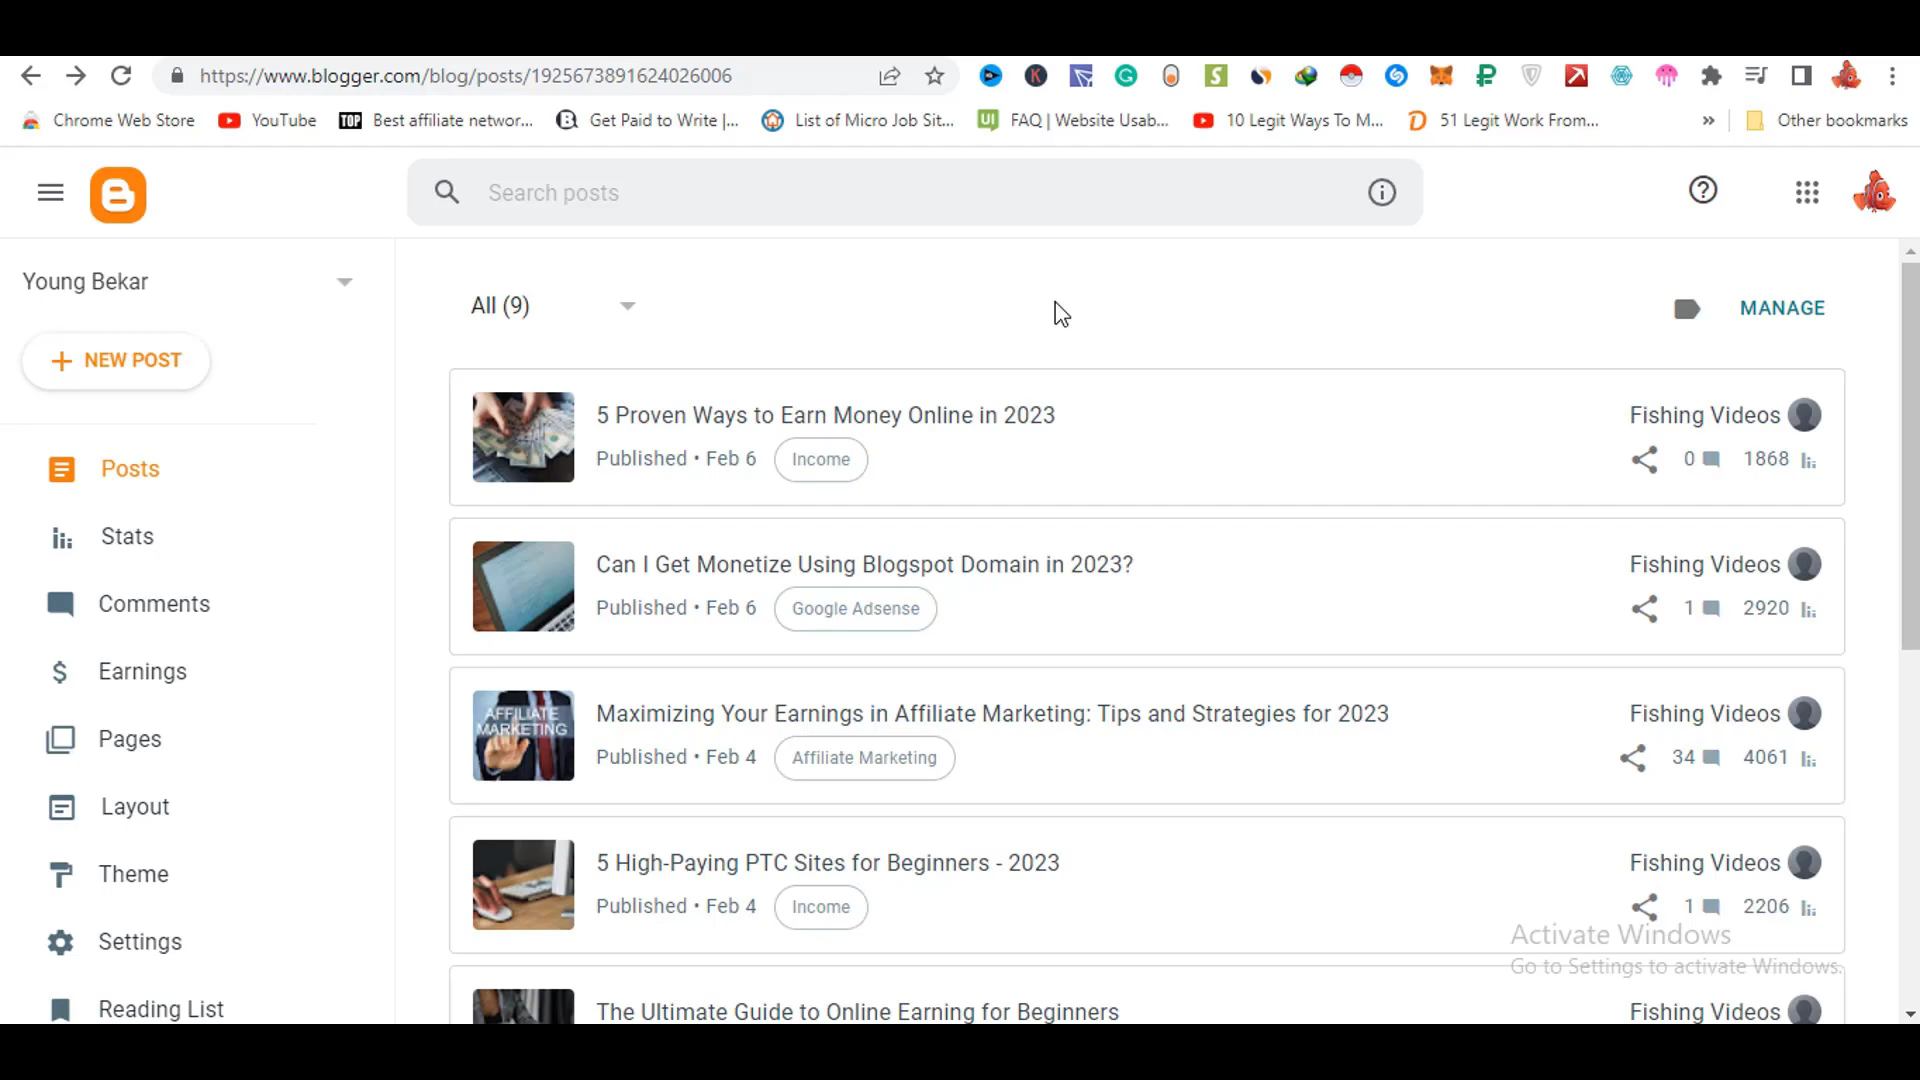 https://www.blogger.com/blog/posts/1925673891624026006
Chrome Web Store YouTube TOP Best affiliate networ... Get Paid to Write |... List of Micro Job Sit... UI FAQ | Website Usab... 10 Legit Ways To M... 51 Legit Work From... » Other bookmarks
Search posts
Young Bekar
All (9)
MANAGE
+ NEW POST
Posts
Stats
Comments
Earnings
Pages
Layout
Theme
Settings
Reading List
5 Proven Ways to Earn Money Online in 2023
Fishing Videos
Published • Feb 6 Income
0 1868
Can I Get Monetize Using Blogspot Domain in 2023?
Fishing Videos
Published • Feb 6 Google Adsense
1 2920
AFFILIATE
MARKETING
Maximizing Your Earnings in Affiliate Marketing: Tips and Strategies for 2023
Fishing Videos
Published • Feb 4 Affiliate Marketing
34 4061
5 High-Paying PTC Sites for Beginners - 2023
Fishing Videos
Published • Feb 4 Income
1 2206
Activate Windows
Go to Settings to activate Windows.
The Ultimate Guide to Online Earning for Beginners
Fishing Videos